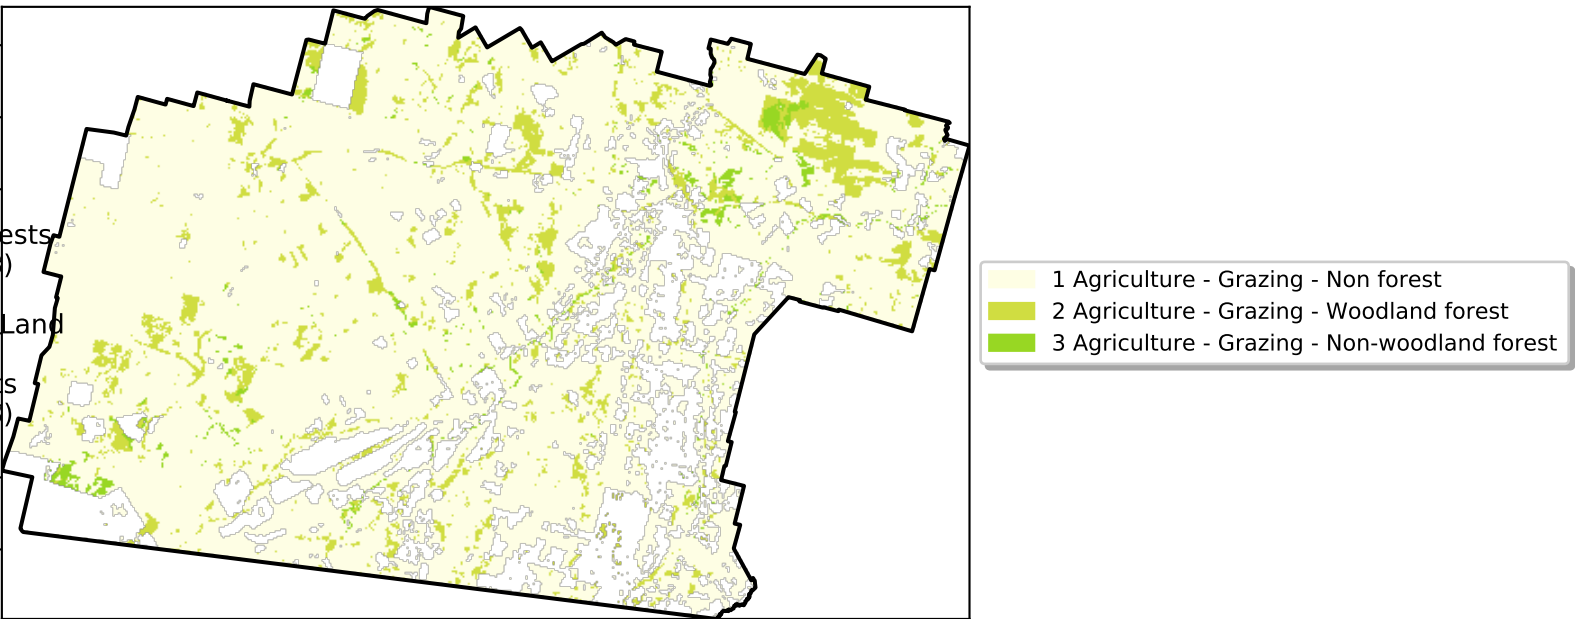 ests
)
Land
s
)
1 Agriculture - Grazing - Non forest
2 Agriculture - Grazing - Woodland forest
3 Agriculture - Grazing - Non-woodland forest